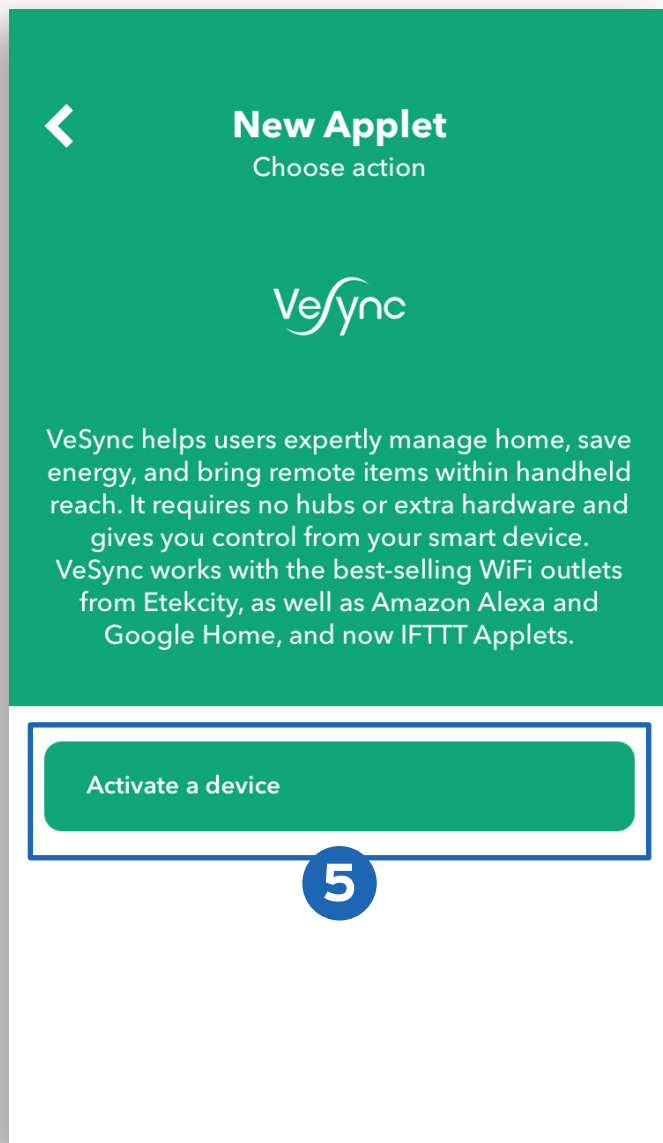 New Applet
Choose action
VeSync
VeSync helps users expertly manage home, save
energy, and bring remote items within handheld
reach. It requires no hubs or extra hardware and
gives you control from your smart device.
VeSync works with the best-selling WiFi outlets
from Etekcity, as well as Amazon Alexa and
Google Home, and now IFTTT Applets.
Activate a device
5